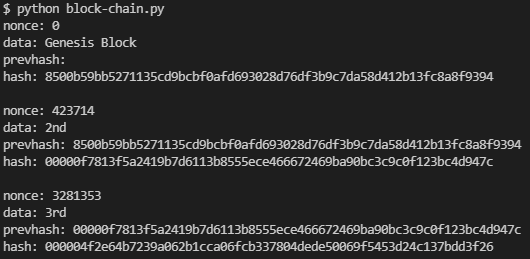 $ python block-chain.py
nonce: 0
data: Genesis Block
prevhash:
hash: 8500b59bb5271135cd9bcbf0afd693028d76df3b9c7da58d412b13fc8a8f9394
nonce: 423714
data: 2nd
prevhash: 8500b59bb5271135cd9bcbf0afd693028d76df3b9c7da58d412b13fc8a8f9394
hash: 00000f7813f5a2419b7d6113b8555ece466672469ba90bc3c9c0f123bc4d947c
nonce: 3281353
data: 3rd
prevhash: 00000f7813f5a2419b7d6113b8555ece466672469ba90bc3c9c0f123bc4d947c
hash: 000004f2e64b7239a062b1cca06fcb337804dede50069f5453d24c137bdd3f26